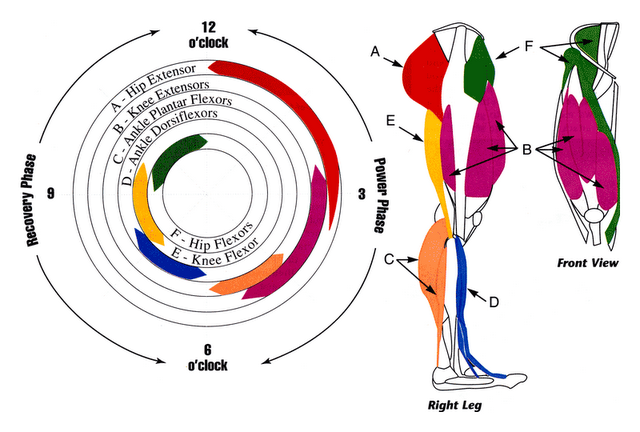 12
o'clock
A - Hip Extensor
B - Knee Extensors
C - Ankle Plantar Flexors
D - Ankle Dorsiflexors
F - Hip Flexors
E - Knee Flexor
Recovery Phase
9
3
Power Phase
6
o'clock
A
F
E
B
C
D
Front View
Right Leg